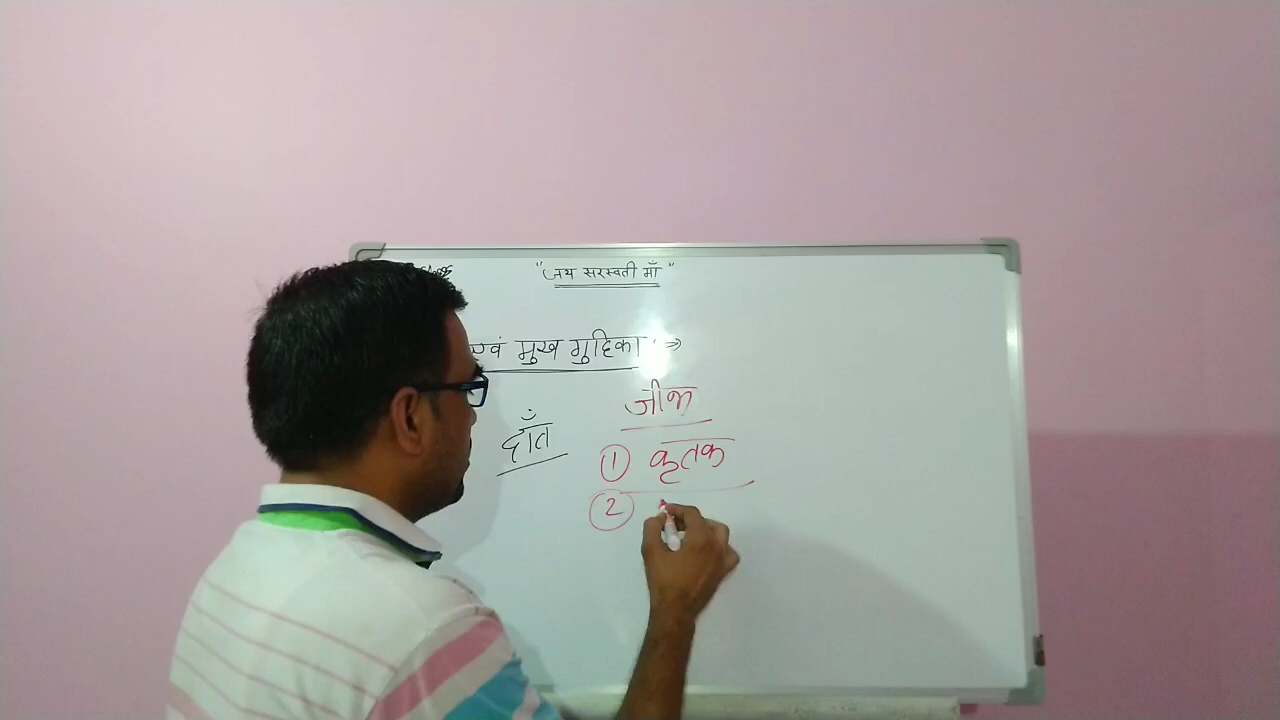 "जय सरस्वती माँ"
एवं मुख गुहिका :⇒
जीभ
दाँत
① कृतक
②